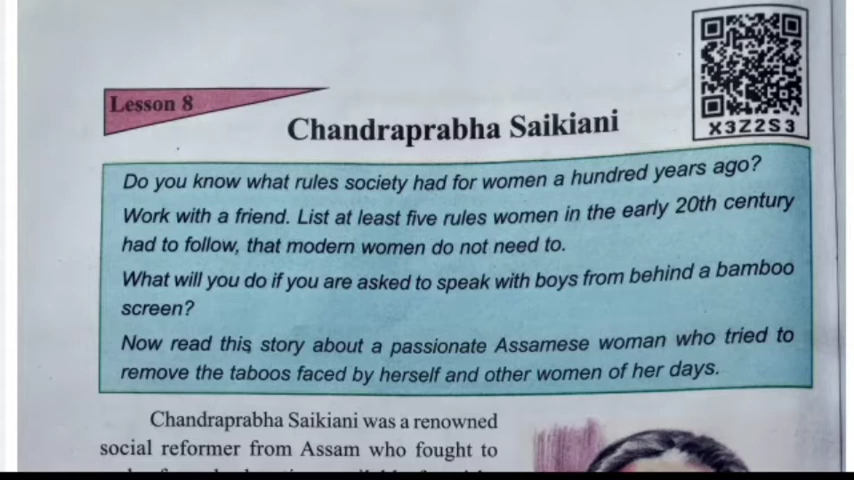 X3Z2S3
Lesson 8
Chandraprabha Saikiani
Do you know what rules society had for women a hundred years ago?
Work with a friend. List at least five rules women in the early 20th century
had to follow, that modern women do not need to.
What will you do if you are asked to speak with boys from behind a bamboo
screen?
Now read this story about a passionate Assamese woman who tried to
remove the taboos faced by herself and other women of her days.
Chandraprabha Saikiani was a renowned
social reformer from Assam who fought to